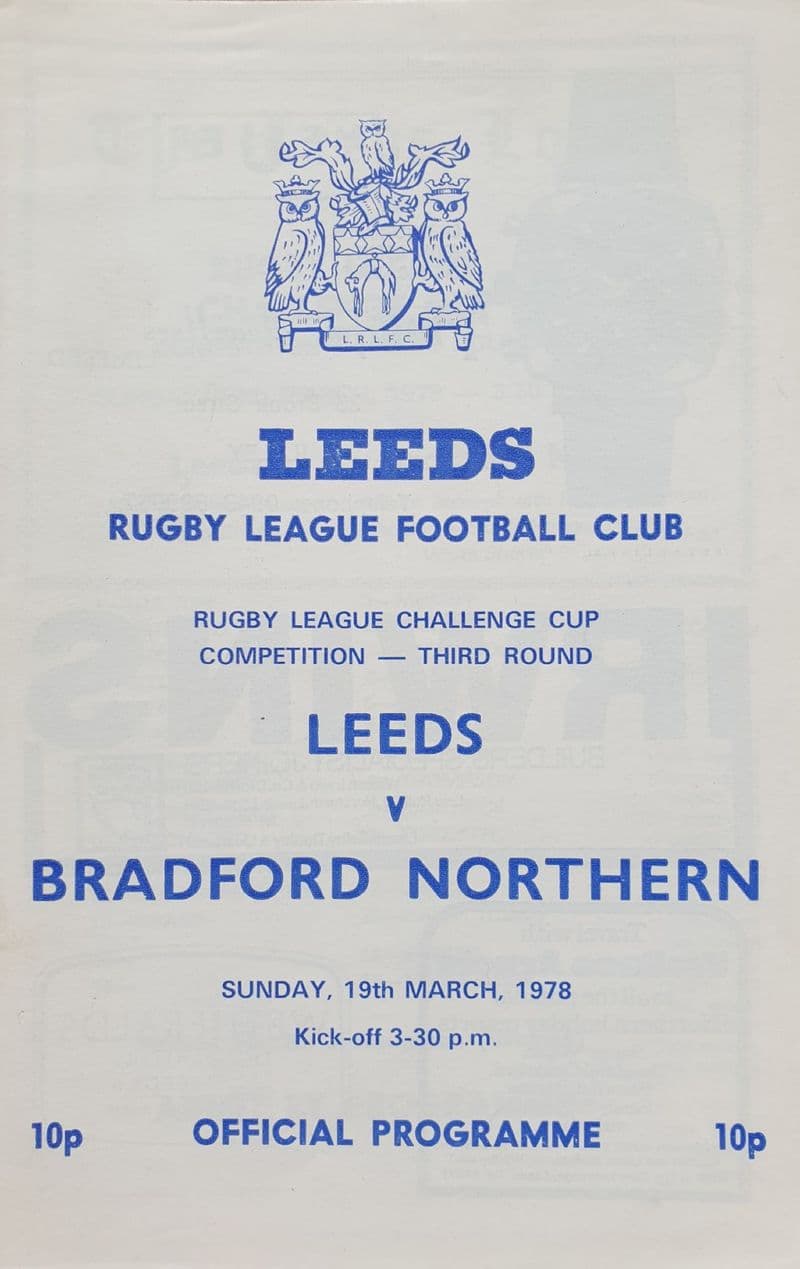 L. R. L. F. C.
LEEDS
RUGBY LEAGUE FOOTBALL CLUB
RUGBY LEAGUE CHALLENGE CUP
COMPETITION — THIRD ROUND
LEEDS
v
BRADFORD NORTHERN
SUNDAY, 19th MARCH, 1978
Kick-off 3-30 p.m.
10p OFFICIAL PROGRAMME 10p